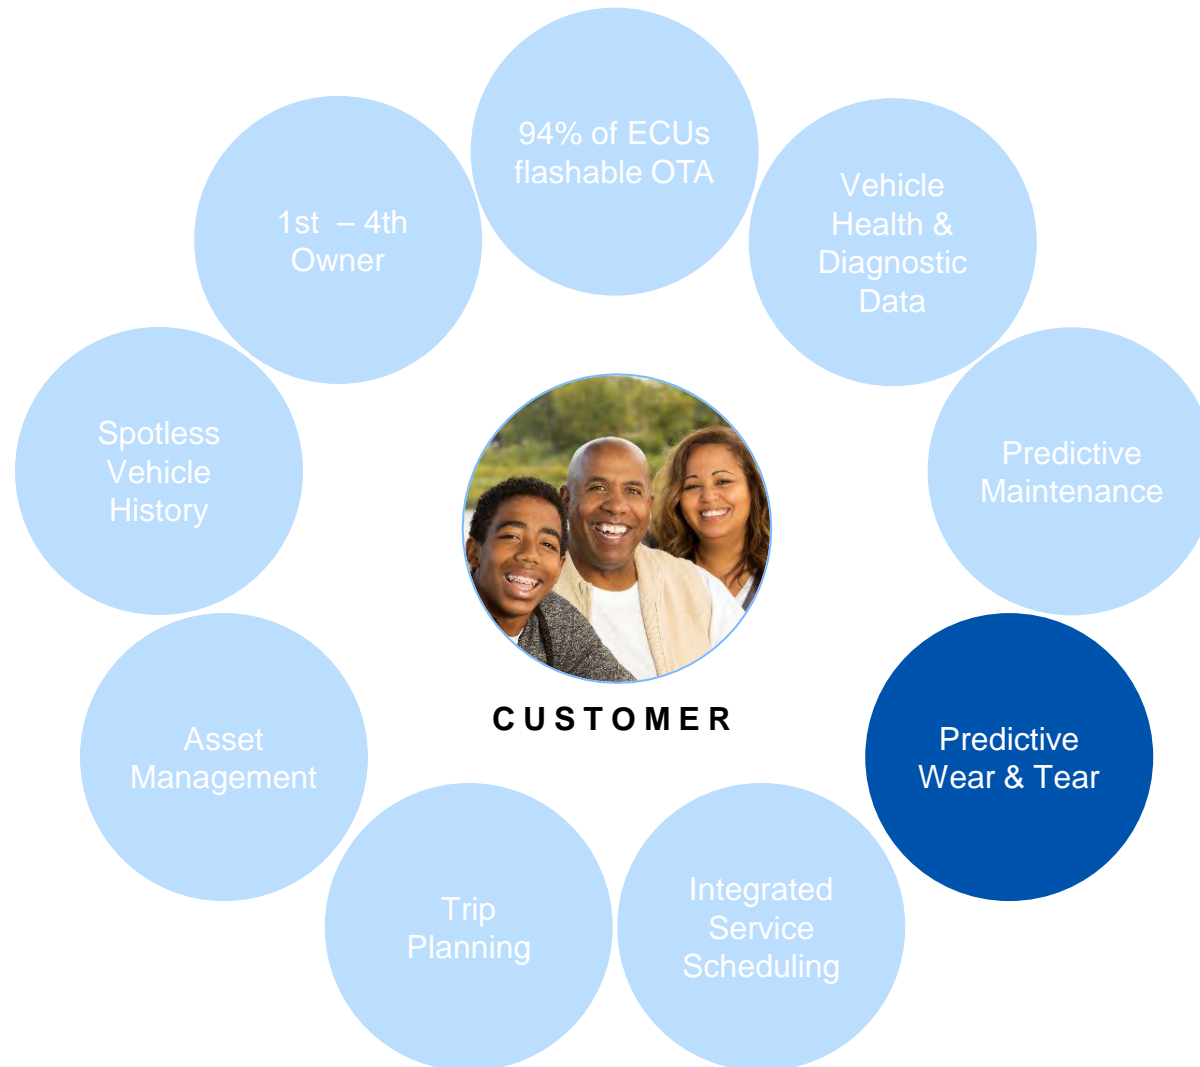 94% of ECUs
flashable OTA
Vehicle
Health &
Diagnostic
Data
1st – 4th
Owner
Spotless
Vehicle
History
Predictive
Maintenance
CUSTOMER
Asset
Management
Predictive
Wear & Tear
Trip
Planning
Integrated
Service
Scheduling